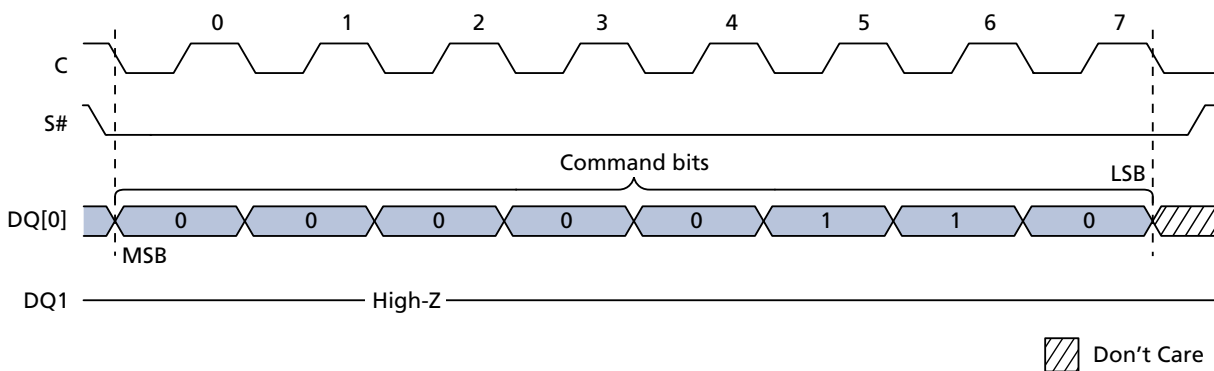 0 1 2 3 4 5 6 7
C
S#
Command bits
LSB
DQ[0] 0 0 0 0 0 1 1 0
MSB
DQ1 High-Z
Don't Care